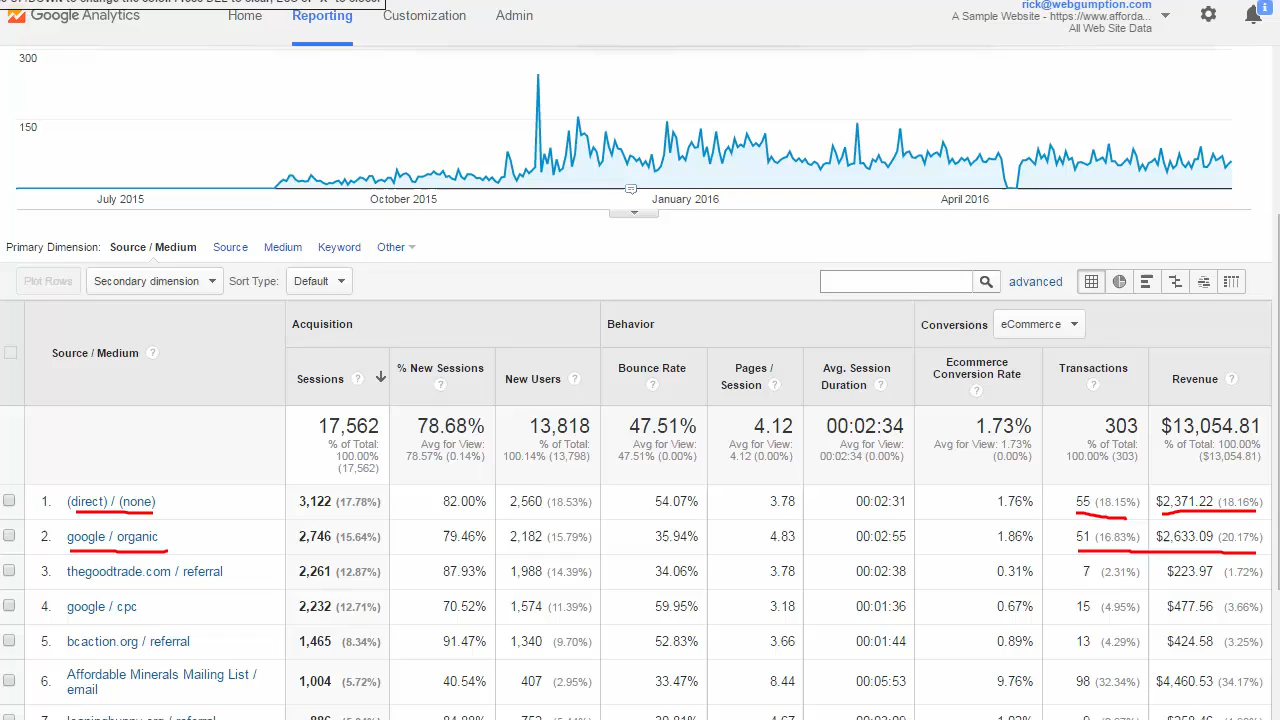 Google Analytics
Home
Reporting
Customization
Admin
rick@webgumption.com
A Sample Website - https://www.afforda...
All Web Site Data
300
150
July 2015
October 2015
January 2016
April 2016
Primary Dimension: Source / Medium Source Medium Keyword Other
Plot Rows
Secondary dimension
Sort Type:
Default
advanced
Source / Medium ?
Acquisition
Behavior
Conversions
eCommerce
Sessions ?
% New Sessions ?
New Users ?
Bounce Rate ?
Pages / Session ?
Avg. Session Duration ?
Ecommerce Conversion Rate ?
Transactions ?
Revenue ?
17,562
% of Total:
100.00%
(17,562)
78.68%
Avg for View:
78.57% (0.14%)
13,818
% of Total:
100.14% (13,798)
47.51%
Avg for View:
47.51% (0.00%)
4.12
Avg for View:
4.12 (0.00%)
00:02:34
Avg for View:
00:02:34 (0.00%)
1.73%
Avg for View: 1.73%
(0.00%)
303
% of Total:
100.00% (303)
$13,054.81
% of Total: 100.00%
($13,054.81)
1. (direct) / (none) 3,122 (17.78%) 82.00% 2,560 (18.53%) 54.07% 3.78 00:02:31 1.76% 55 (18.15%) $2,371.22 (18.16%)
2. google / organic 2,746 (15.64%) 79.46% 2,182 (15.79%) 35.94% 4.83 00:02:54 1.86% 51 (16.83%) $2,633.09 (20.17%)
3. thegoodtrade.com / referral 2,261 (12.87%) 87.93% 1,988 (14.39%) 34.06% 3.78 00:02:38 0.31% 7 (2.31%) $223.97 (1.72%)
4. google / cpc 2,232 (12.71%) 70.52% 1,574 (11.39%) 59.95% 3.18 00:01:36 0.67% 15 (4.95%) $477.56 (3.66%)
5. bcaction.org / referral 1,465 (8.34%) 91.47% 1,340 (9.70%) 52.83% 3.66 00:01:44 0.89% 13 (4.29%) $424.58 (3.25%)
6. Affordable Minerals Mailing List / email 1,004 (5.72%) 40.54% 407 (2.95%) 33.47% 8.44 00:05:53 9.76% 98 (32.34%) $4,460.53 (34.17%)